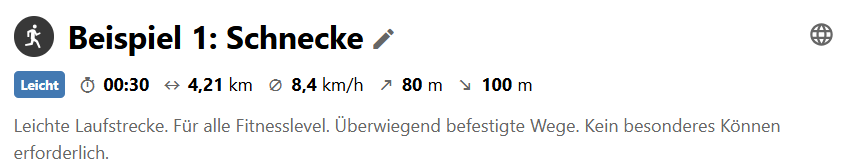 Beispiel 1: Schnecke
Leicht 00:30 4,21 km 8,4 km/h 80 m 100 m
Leichte Laufstrecke. Für alle Fitnesslevel. Überwiegend befestigte Wege. Kein besonderes Können
erforderlich.